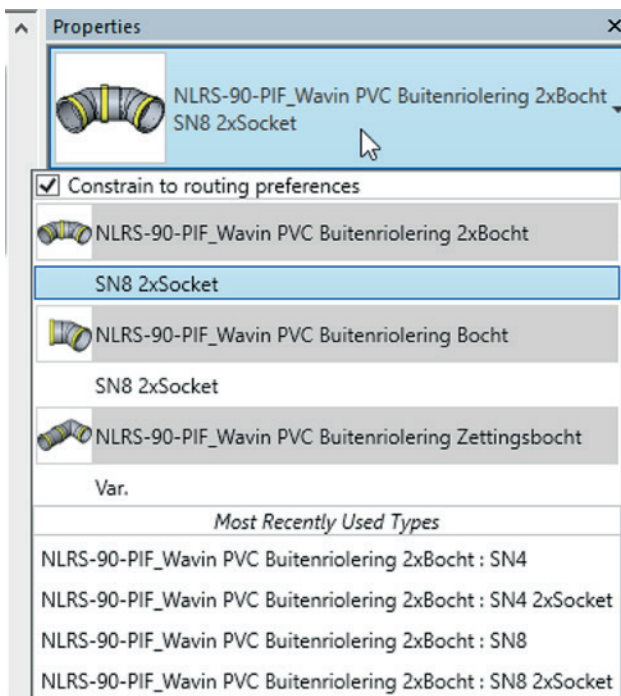 Properties
NLRS-90-PIF_Wavin PVC Buitenriolering 2xBocht
SN8 2xSocket
Constrain to routing preferences
NLRS-90-PIF_Wavin PVC Buitenriolering 2xBocht
SN8 2xSocket
NLRS-90-PIF_Wavin PVC Buitenriolering Bocht
SN8 2xSocket
NLRS-90-PIF_Wavin PVC Buitenriolering Zettingsbocht
Var.
Most Recently Used Types
NLRS-90-PIF_Wavin PVC Buitenriolering 2xBocht : SN4
NLRS-90-PIF_Wavin PVC Buitenriolering 2xBocht : SN4 2xSocket
NLRS-90-PIF_Wavin PVC Buitenriolering 2xBocht : SN8
NLRS-90-PIF_Wavin PVC Buitenriolering 2xBocht : SN8 2xSocket